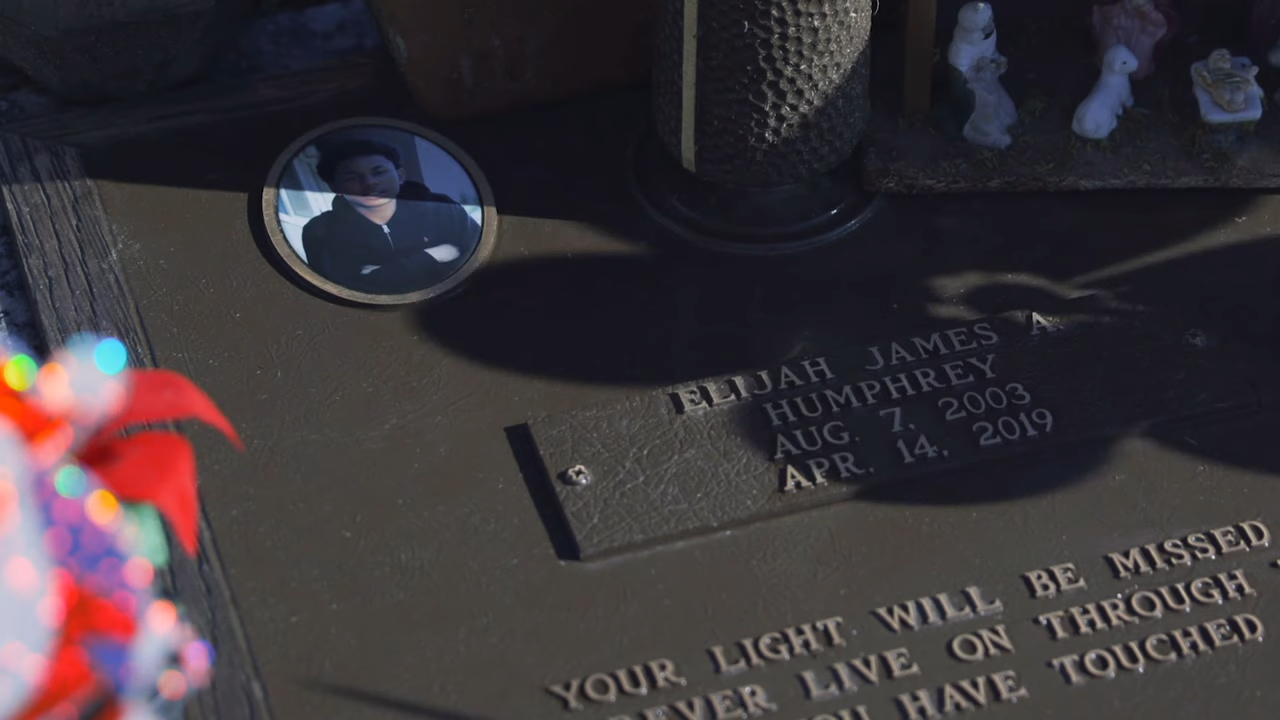 ELIJAH JAMES A.
HUMPHREY
AUG. 7, 2003
APR. 14, 2019
YOUR LIGHT WILL BE MISSED
LIVE ON THROUGH
HAVE TOUCHED